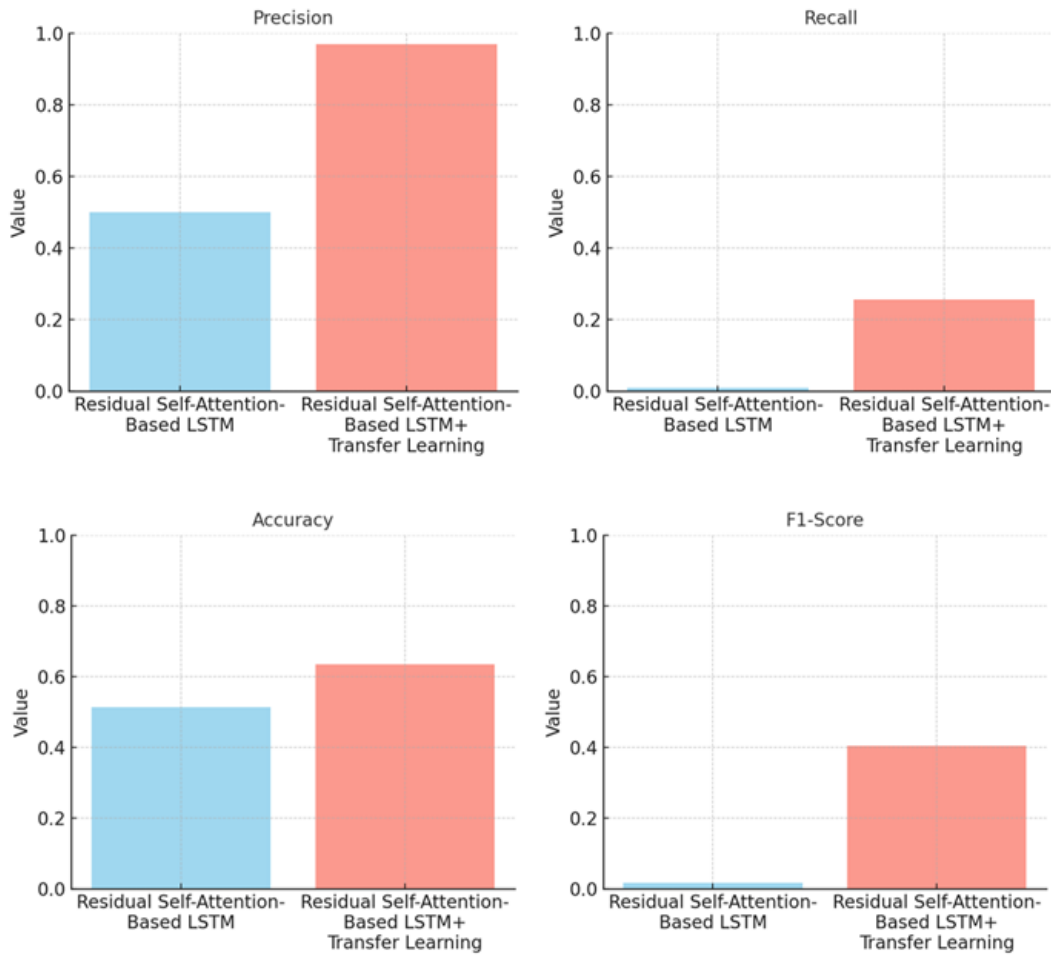 Precision
1.0
0.8
0.6
0.4
0.2
0.0
Value
Residual Self-Attention-
Based LSTM
Residual Self-Attention-
Based LSTM+
Transfer Learning
Recall
1.0
0.8
0.6
0.4
0.2
0.0
Value
Residual Self-Attention-
Based LSTM
Residual Self-Attention-
Based LSTM+
Transfer Learning
Accuracy
1.0
0.8
0.6
0.4
0.2
0.0
Value
Residual Self-Attention-
Based LSTM
Residual Self-Attention-
Based LSTM+
Transfer Learning
F1-Score
1.0
0.8
0.6
0.4
0.2
0.0
Value
Residual Self-Attention-
Based LSTM
Residual Self-Attention-
Based LSTM+
Transfer Learning